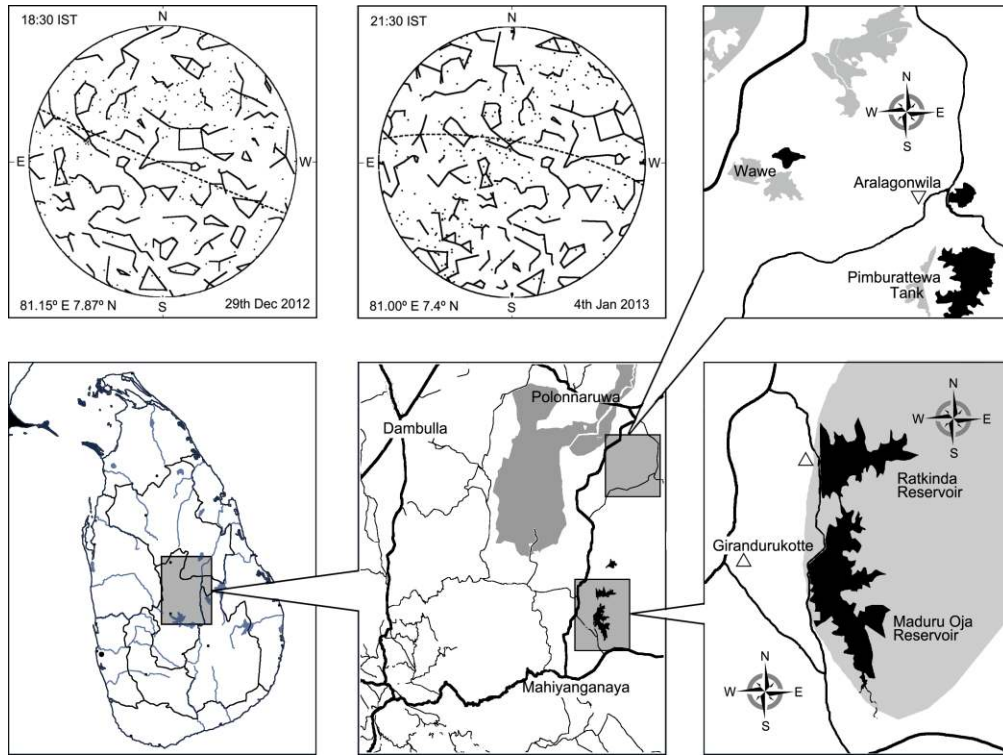 18:30 IST
N
E
W
S
81.15º E 7.87º N
29th Dec 2012
21:30 IST
N
E
W
S
81.00º E 7.4º N
4th Jan 2013
N
W
E
S
Wawe
Aralagonwila
Pimburattewa
Tank
Polonnaruwa
Dambulla
Mahiyanganaya
N
W
E
S
Ratkinda
Reservoir
Girandurukotte
Maduru Oja
Reservoir
N
W
E
S